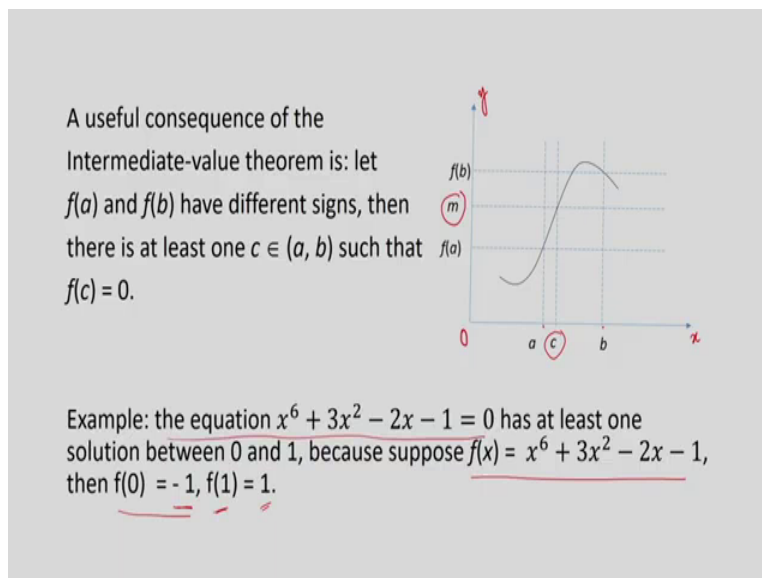 A useful consequence of the
Intermediate-value theorem is: let
f(a) and f(b) have different signs, then
there is at least one c ∈ (a, b) such that
f(c) = 0.
y
f(b)
m
f(a)
0
a c b
x
Example: the equation x⁶ + 3x² − 2x − 1 = 0 has at least one
solution between 0 and 1, because suppose f(x) = x⁶ + 3x² − 2x − 1,
then f(0) = - 1, f(1) = 1.